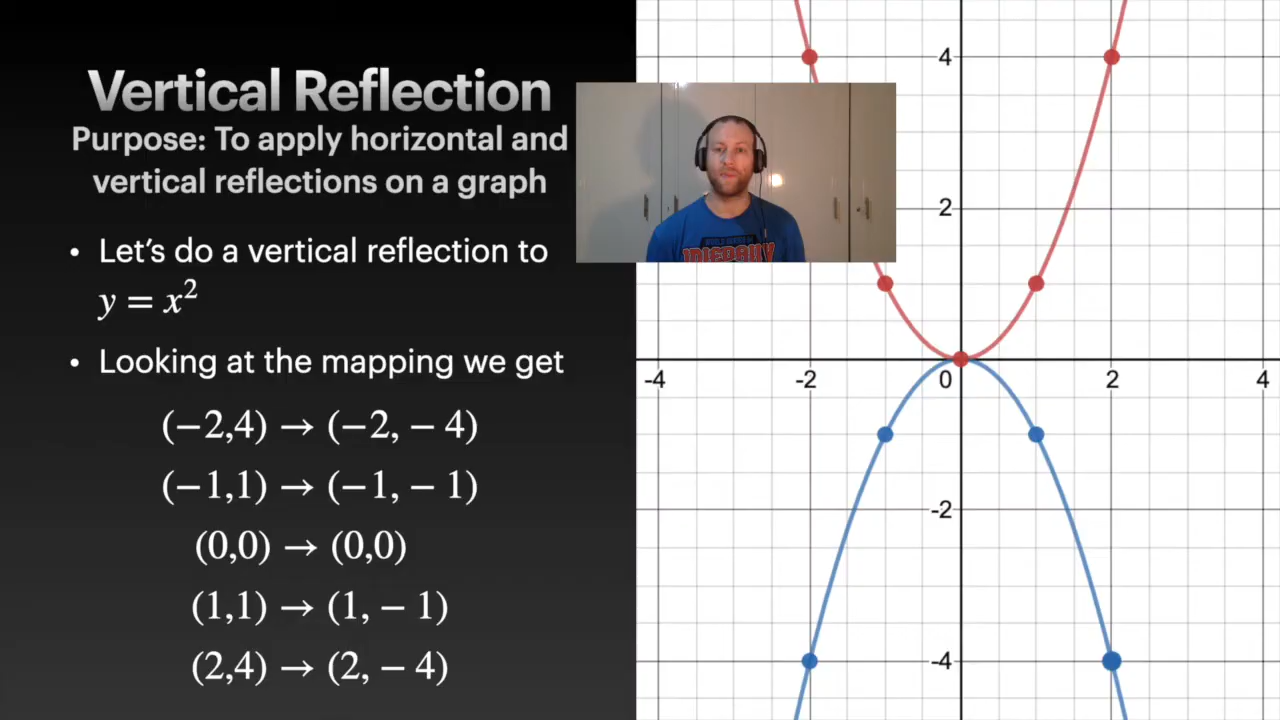 Vertical Reflection
Purpose: To apply horizontal and
vertical reflections on a graph
• Let's do a vertical reflection to
y = x²
• Looking at the mapping we get
(−2,4) → (−2, − 4)
(−1,1) → (−1, − 1)
(0,0) → (0,0)
(1,1) → (1, − 1)
(2,4) → (2, − 4)
4
2
-4 -2 0 2 4
-2
-4